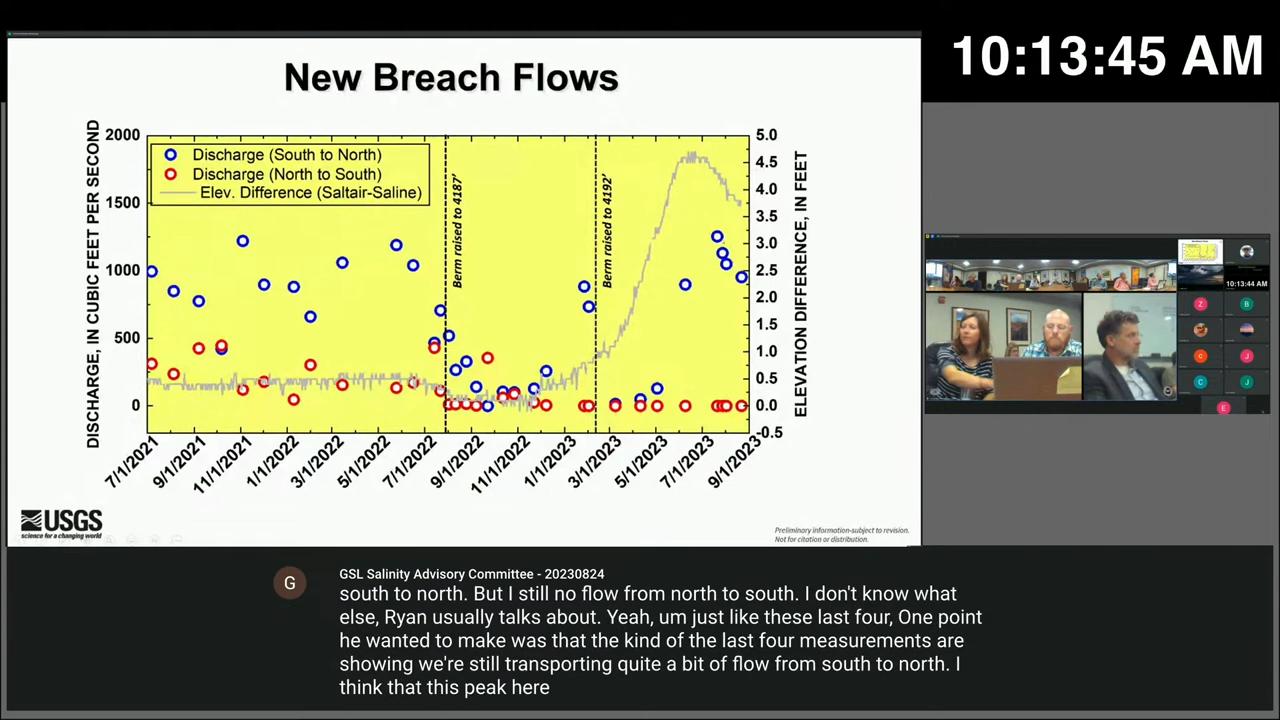 10:13:45 AM
New Breach Flows
DISCHARGE, IN CUBIC FEET PER SECOND
2000
1500
1000
500
0
Discharge (South to North)
Discharge (North to South)
Elev. Difference (Saltair-Saline)
Berm raised to 4187'
Berm raised to 4192'
5.0
4.5
4.0
3.5
3.0
2.5
2.0
1.5
1.0
0.5
0.0
-0.5
ELEVATION DIFFERENCE, IN FEET
7/1/2021
9/1/2021
11/1/2021
1/1/2022
3/1/2022
5/1/2022
7/1/2022
9/1/2022
11/1/2022
1/1/2023
3/1/2023
5/1/2023
7/1/2023
9/1/2023
USGS
science for a changing world
Preliminary information-subject to revision.
Not for citation or distribution.
10:13:44 AM
Z
B
C
J
C
J
E
G
GSL Salinity Advisory Committee - 20230824
south to north. But I still no flow from north to south. I don't know what
else, Ryan usually talks about. Yeah, um just like these last four, One point
he wanted to make was that the kind of the last four measurements are
showing we're still transporting quite a bit of flow from south to north. I
think that this peak here